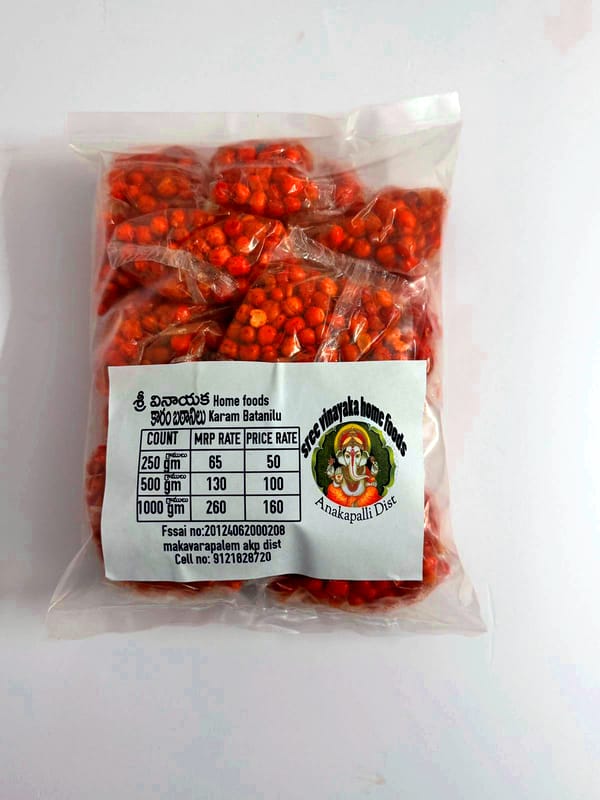 శ్రీ వినాయక Home foods
కారం బఠానీలు Karam Batanilu
COUNT MRP RATE PRICE RATE
250 గ్రాములు gm 65 50
500 గ్రాములు gm 130 100
1000 గ్రాములు gm 260 160
Fssai no:20124062000208
makavarapalem akp dist
Cell no: 9121828720
sree vinayaka home foods
Anakapalli Dist